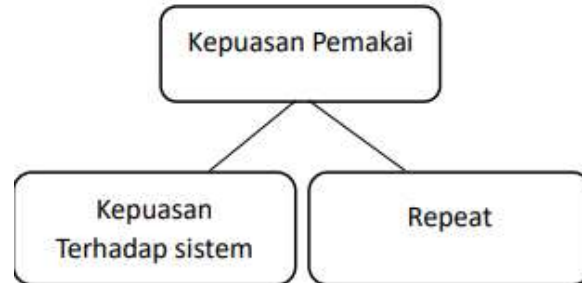 Kepuasan Pemakai
Kepuasan
Terhadap sistem
Repeat